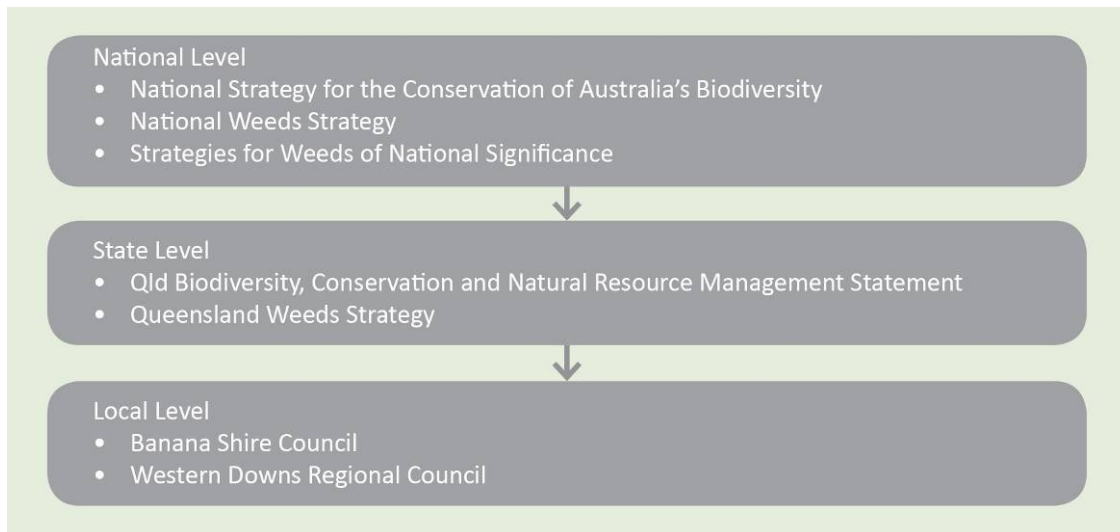 National Level
• National Strategy for the Conservation of Australia’s Biodiversity
• National Weeds Strategy
• Strategies for Weeds of National Significance
State Level
• Qld Biodiversity, Conservation and Natural Resource Management Statement
• Queensland Weeds Strategy
Local Level
• Banana Shire Council
• Western Downs Regional Council